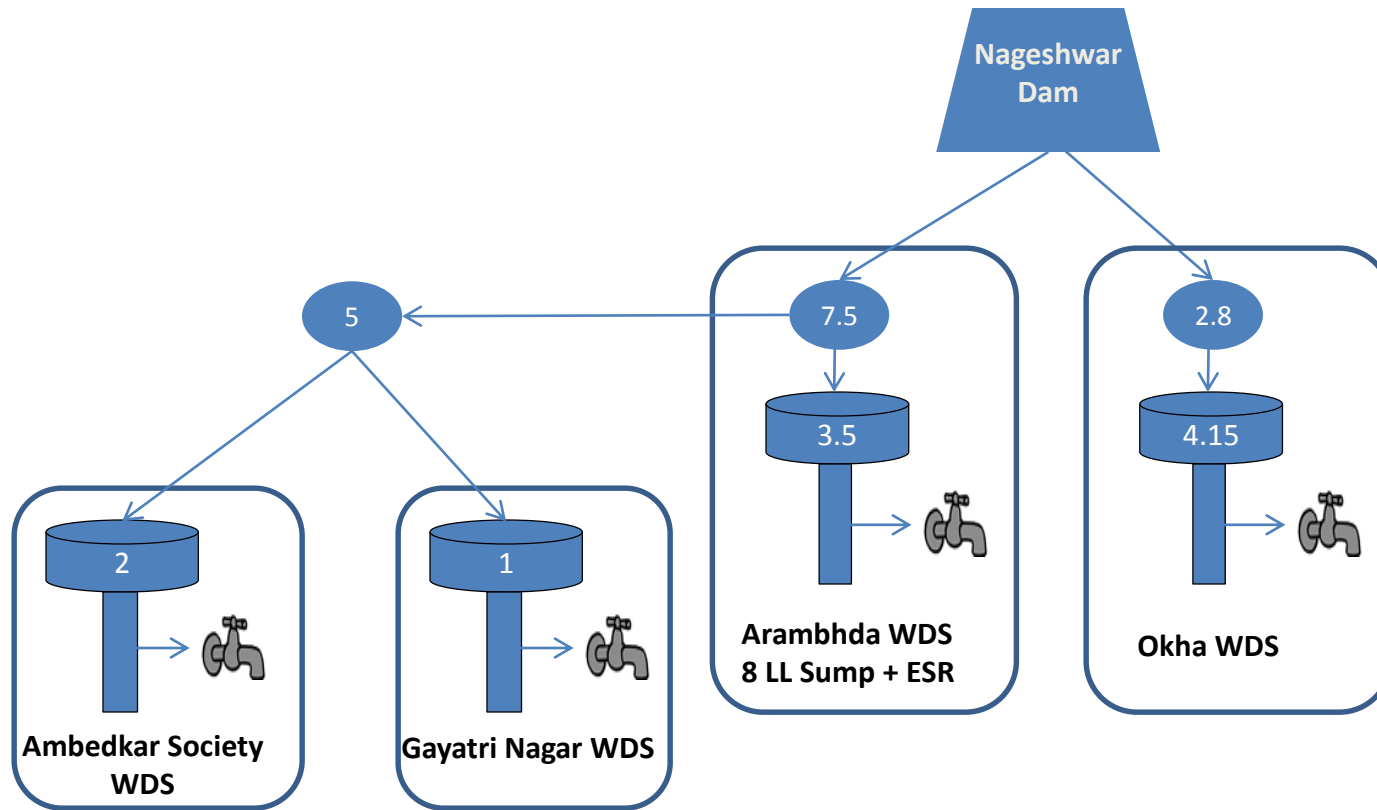 Nageshwar
Dam
5
7.5
2.8
3.5
4.15
2
1
Arambhda WDS
8 LL Sump + ESR
Okha WDS
Ambedkar Society
WDS
Gayatri Nagar WDS